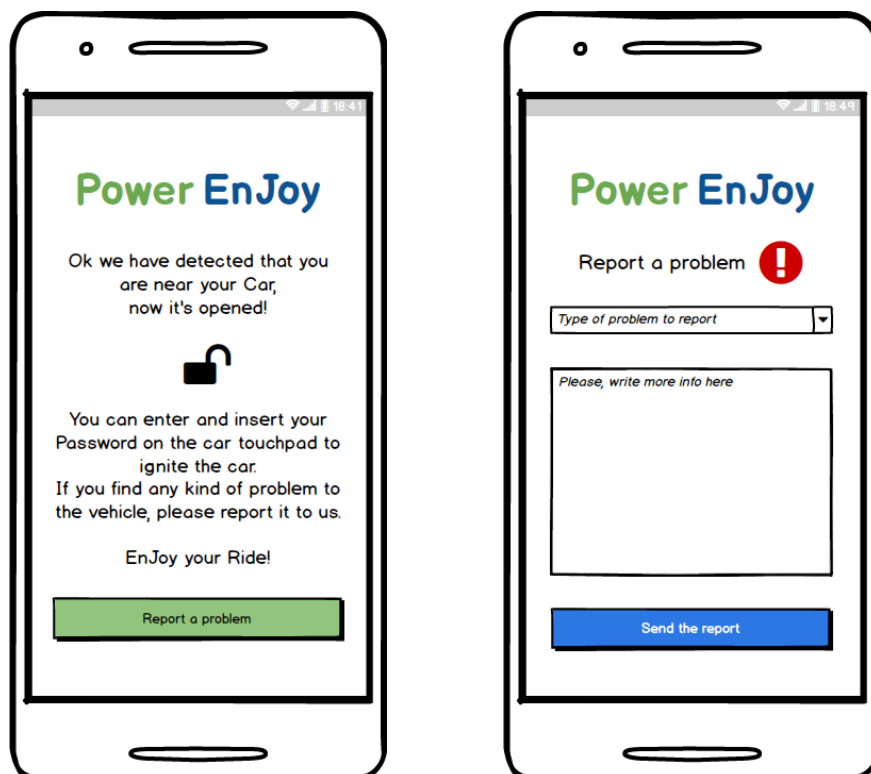 18:41
Power EnJoy
Ok we have detected that you
are near your Car,
now it's opened!
You can enter and insert your
Password on the car touchpad to
ignite the car.
If you find any kind of problem to
the vehicle, please report it to us.
EnJoy your Ride!
Report a problem
18:49
Power EnJoy
Report a problem
Type of problem to report
Please, write more info here
Send the report